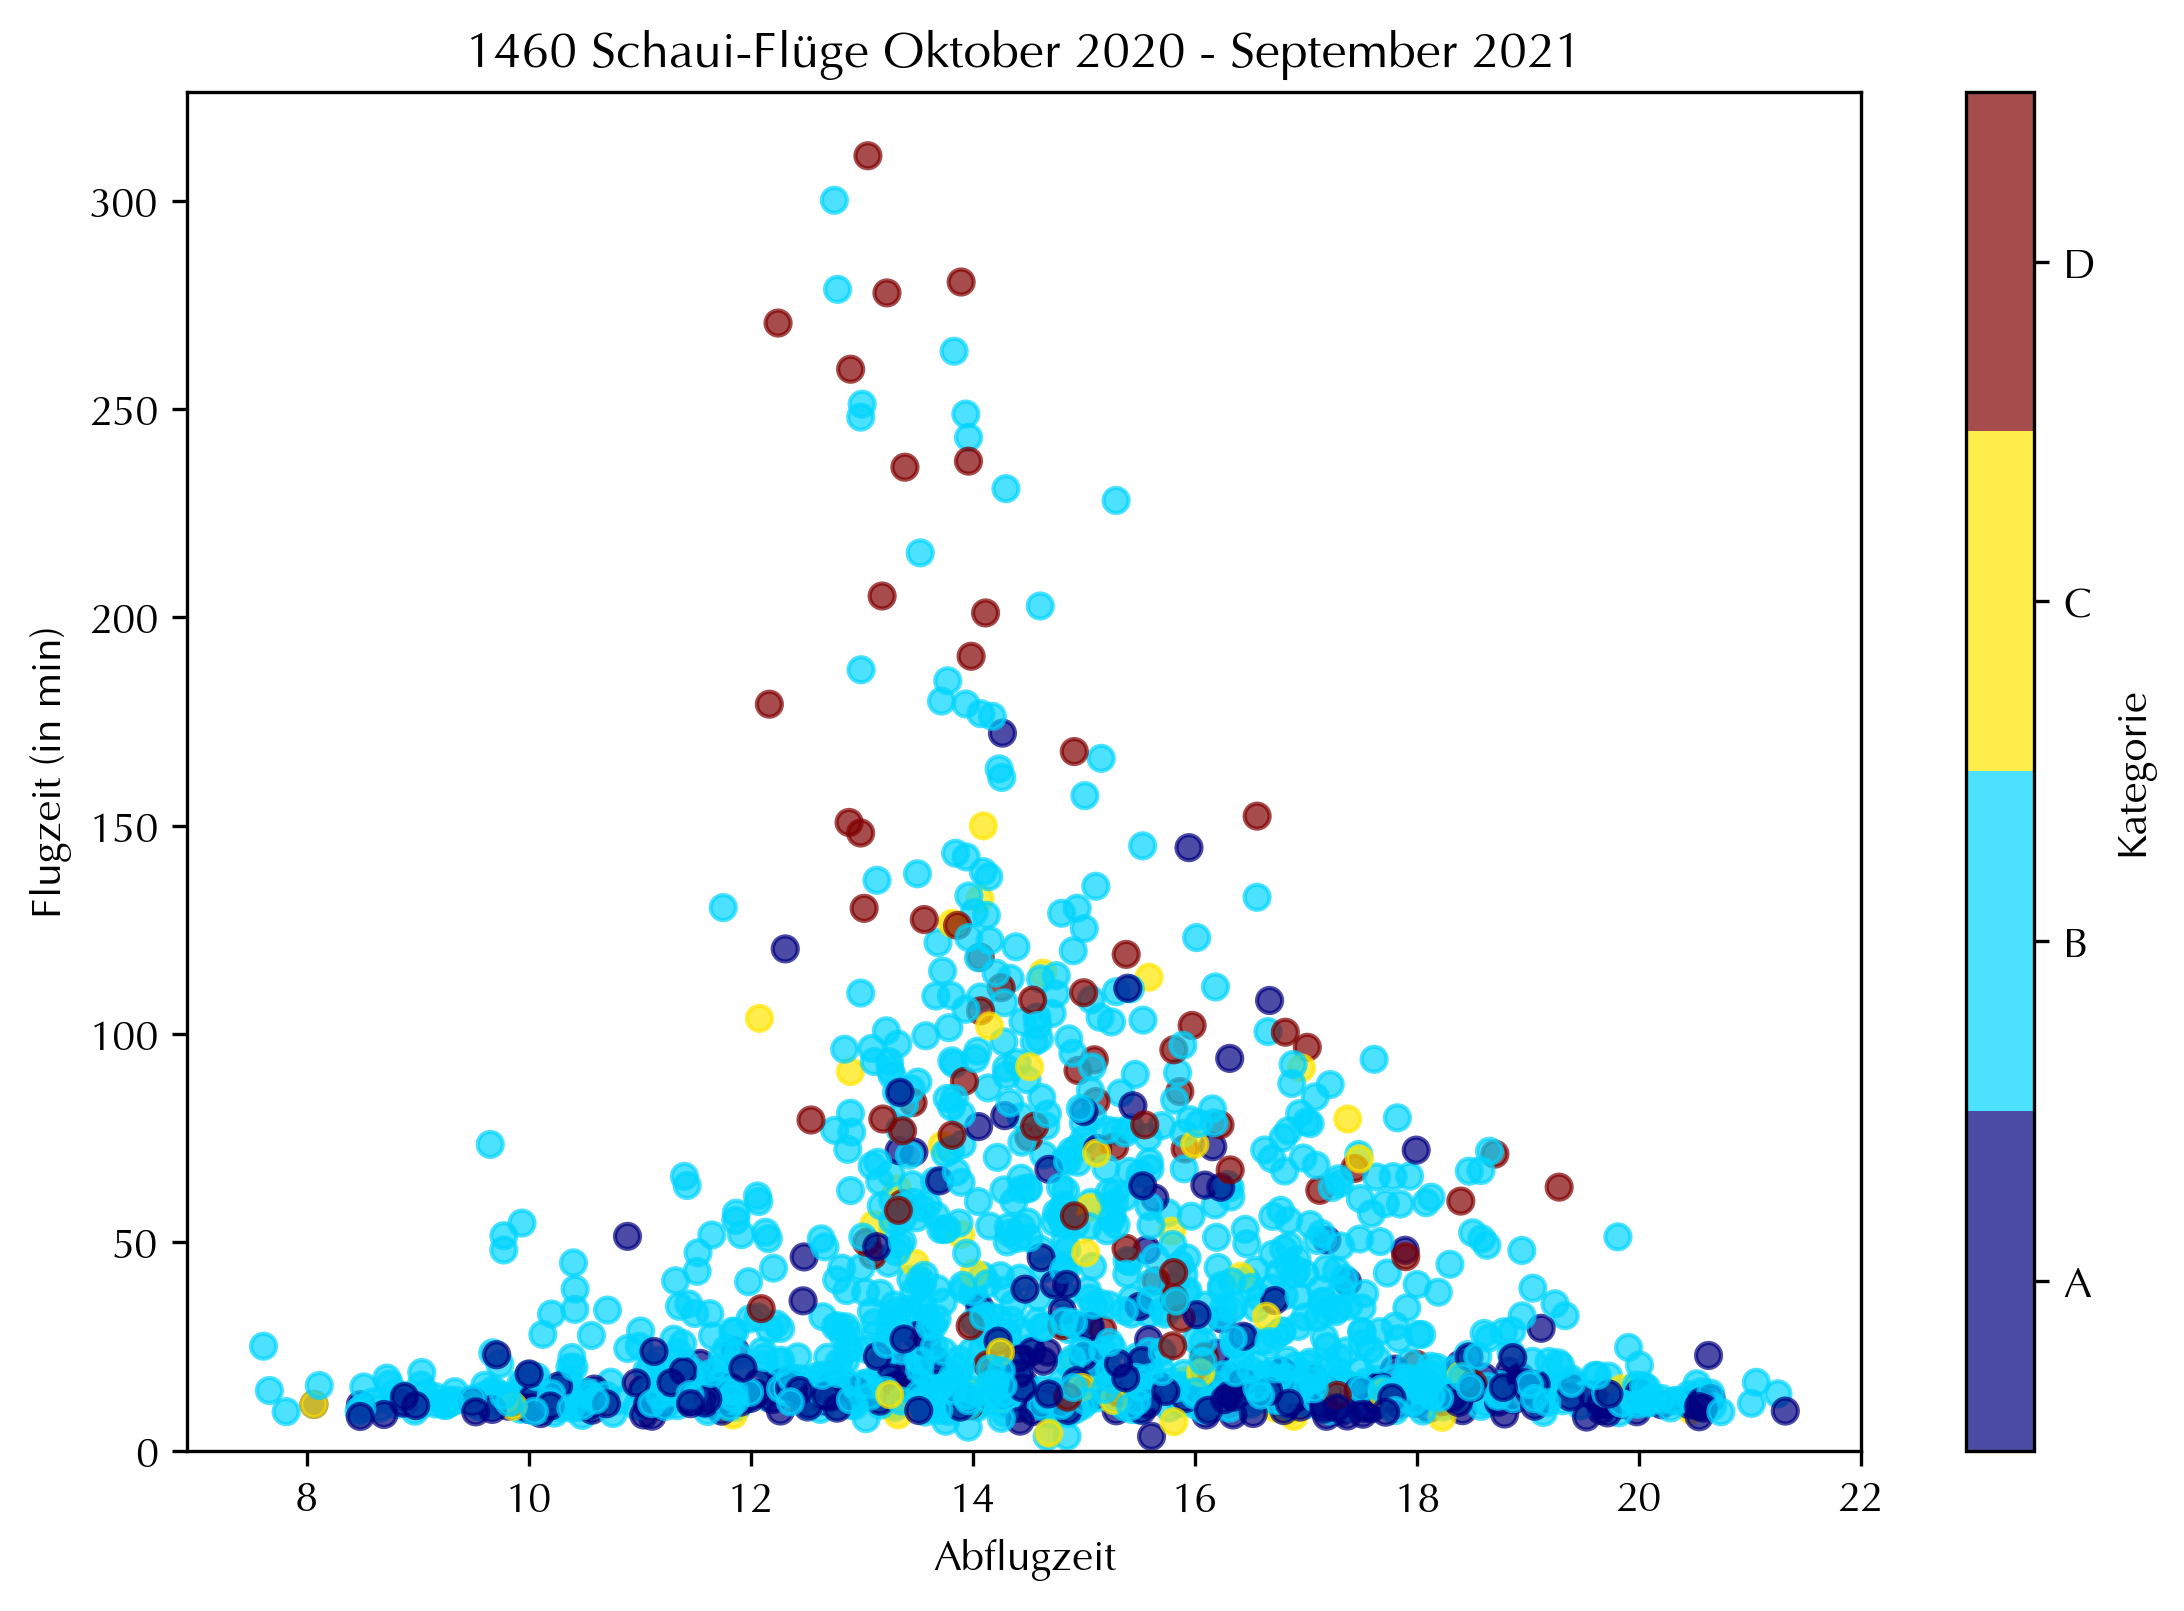 1460 Schaui-Flüge Oktober 2020 - September 2021
Flugzeit (in min)
300
250
200
150
100
50
0
8 10 12 14 16 18 20 22
Abflugzeit
D
C
B
A
Kategorie